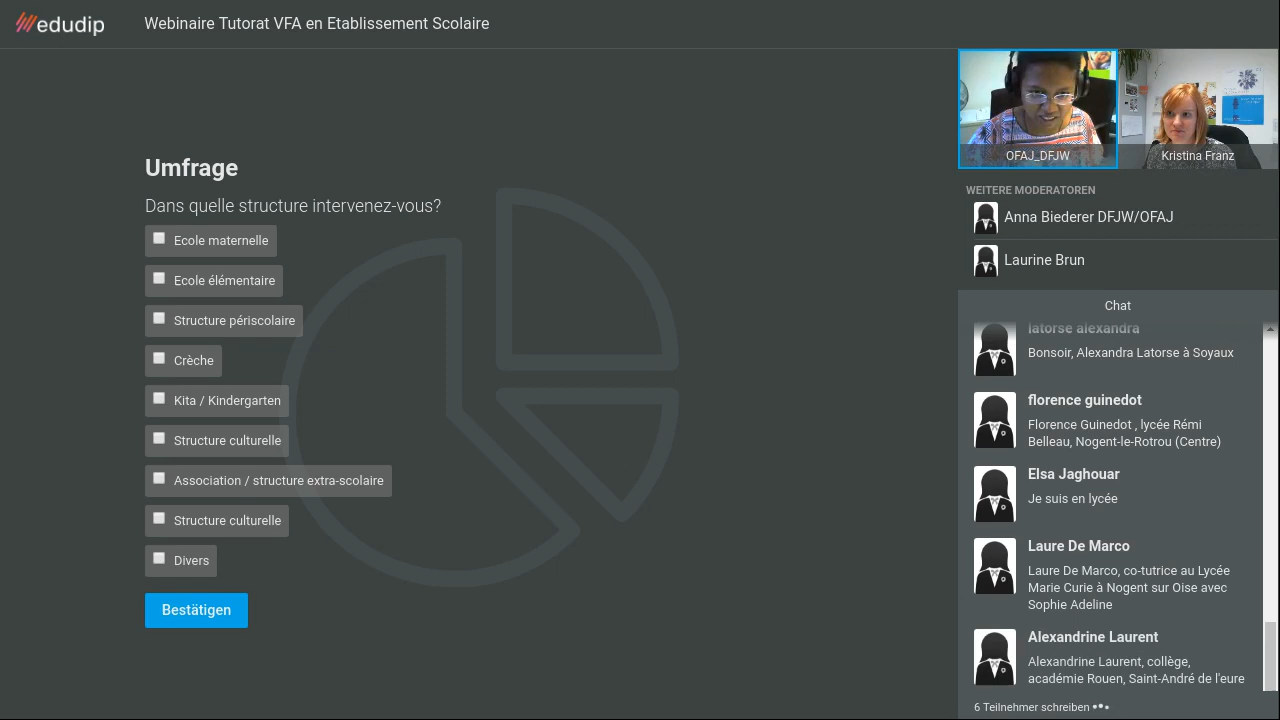 edudip
Webinaire Tutorat VFA en Etablissement Scolaire
Umfrage
Dans quelle structure intervenez-vous?
Ecole maternelle
Ecole élémentaire
Structure périscolaire
Crèche
Kita / Kindergarten
Structure culturelle
Association / structure extra-scolaire
Structure culturelle
Divers
Bestätigen
OFAJ_DFJW
Kristina Franz
WEITERE MODERATOREN
Anna Biederer DFJW/OFAJ
Laurine Brun
Chat
latorse alexandra
Bonsoir, Alexandra Latorse à Soyaux
florence guinedot
Florence Guinedot , lycée Rémi
Belleau, Nogent-le-Rotrou (Centre)
Elsa Jaghouar
Je suis en lycée
Laure De Marco
Laure De Marco, co-tutrice au Lycée
Marie Curie à Nogent sur Oise avec
Sophie Adeline
Alexandrine Laurent
Alexandrine Laurent, collège,
académie Rouen, Saint-André de l'eure
6 Teilnehmer schreiben